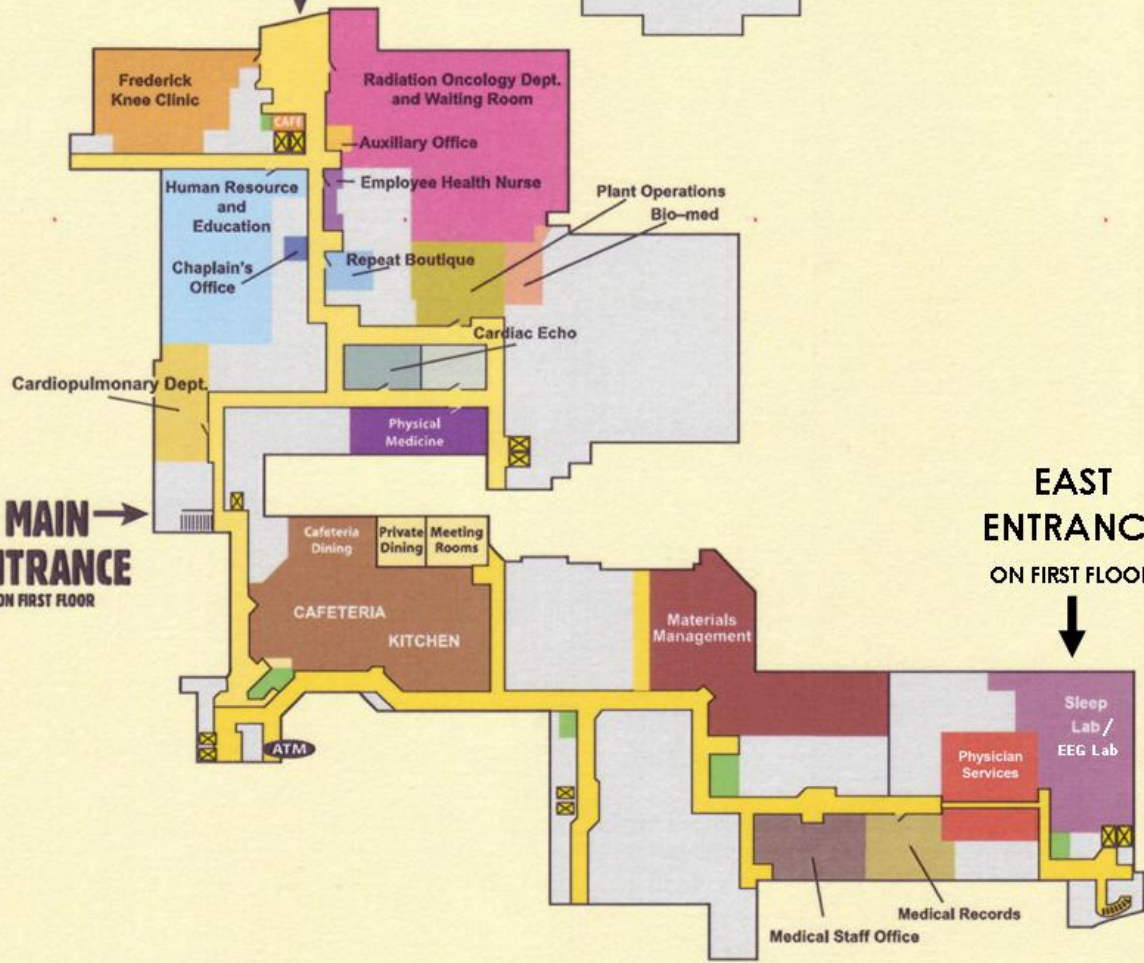 Frederick
Knee Clinic
Radiation Oncology Dept.
and Waiting Room
CAFE
Auxiliary Office
Human Resource
and
Education
Employee Health Nurse
Plant Operations
Bio–med
Chaplain's
Office
Repeat Boutique
Cardiac Echo
Cardiopulmonary Dept.
Physical
Medicine
MAIN
NTRANCE
ON FIRST FLOOR
EAST
ENTRANC
ON FIRST FLOOR
Cafeteria
Dining
Private
Dining
Meeting
Rooms
CAFETERIA
KITCHEN
Materials
Management
ATM
Sleep
Lab /
EEG Lab
Physician
Services
Medical Records
Medical Staff Office